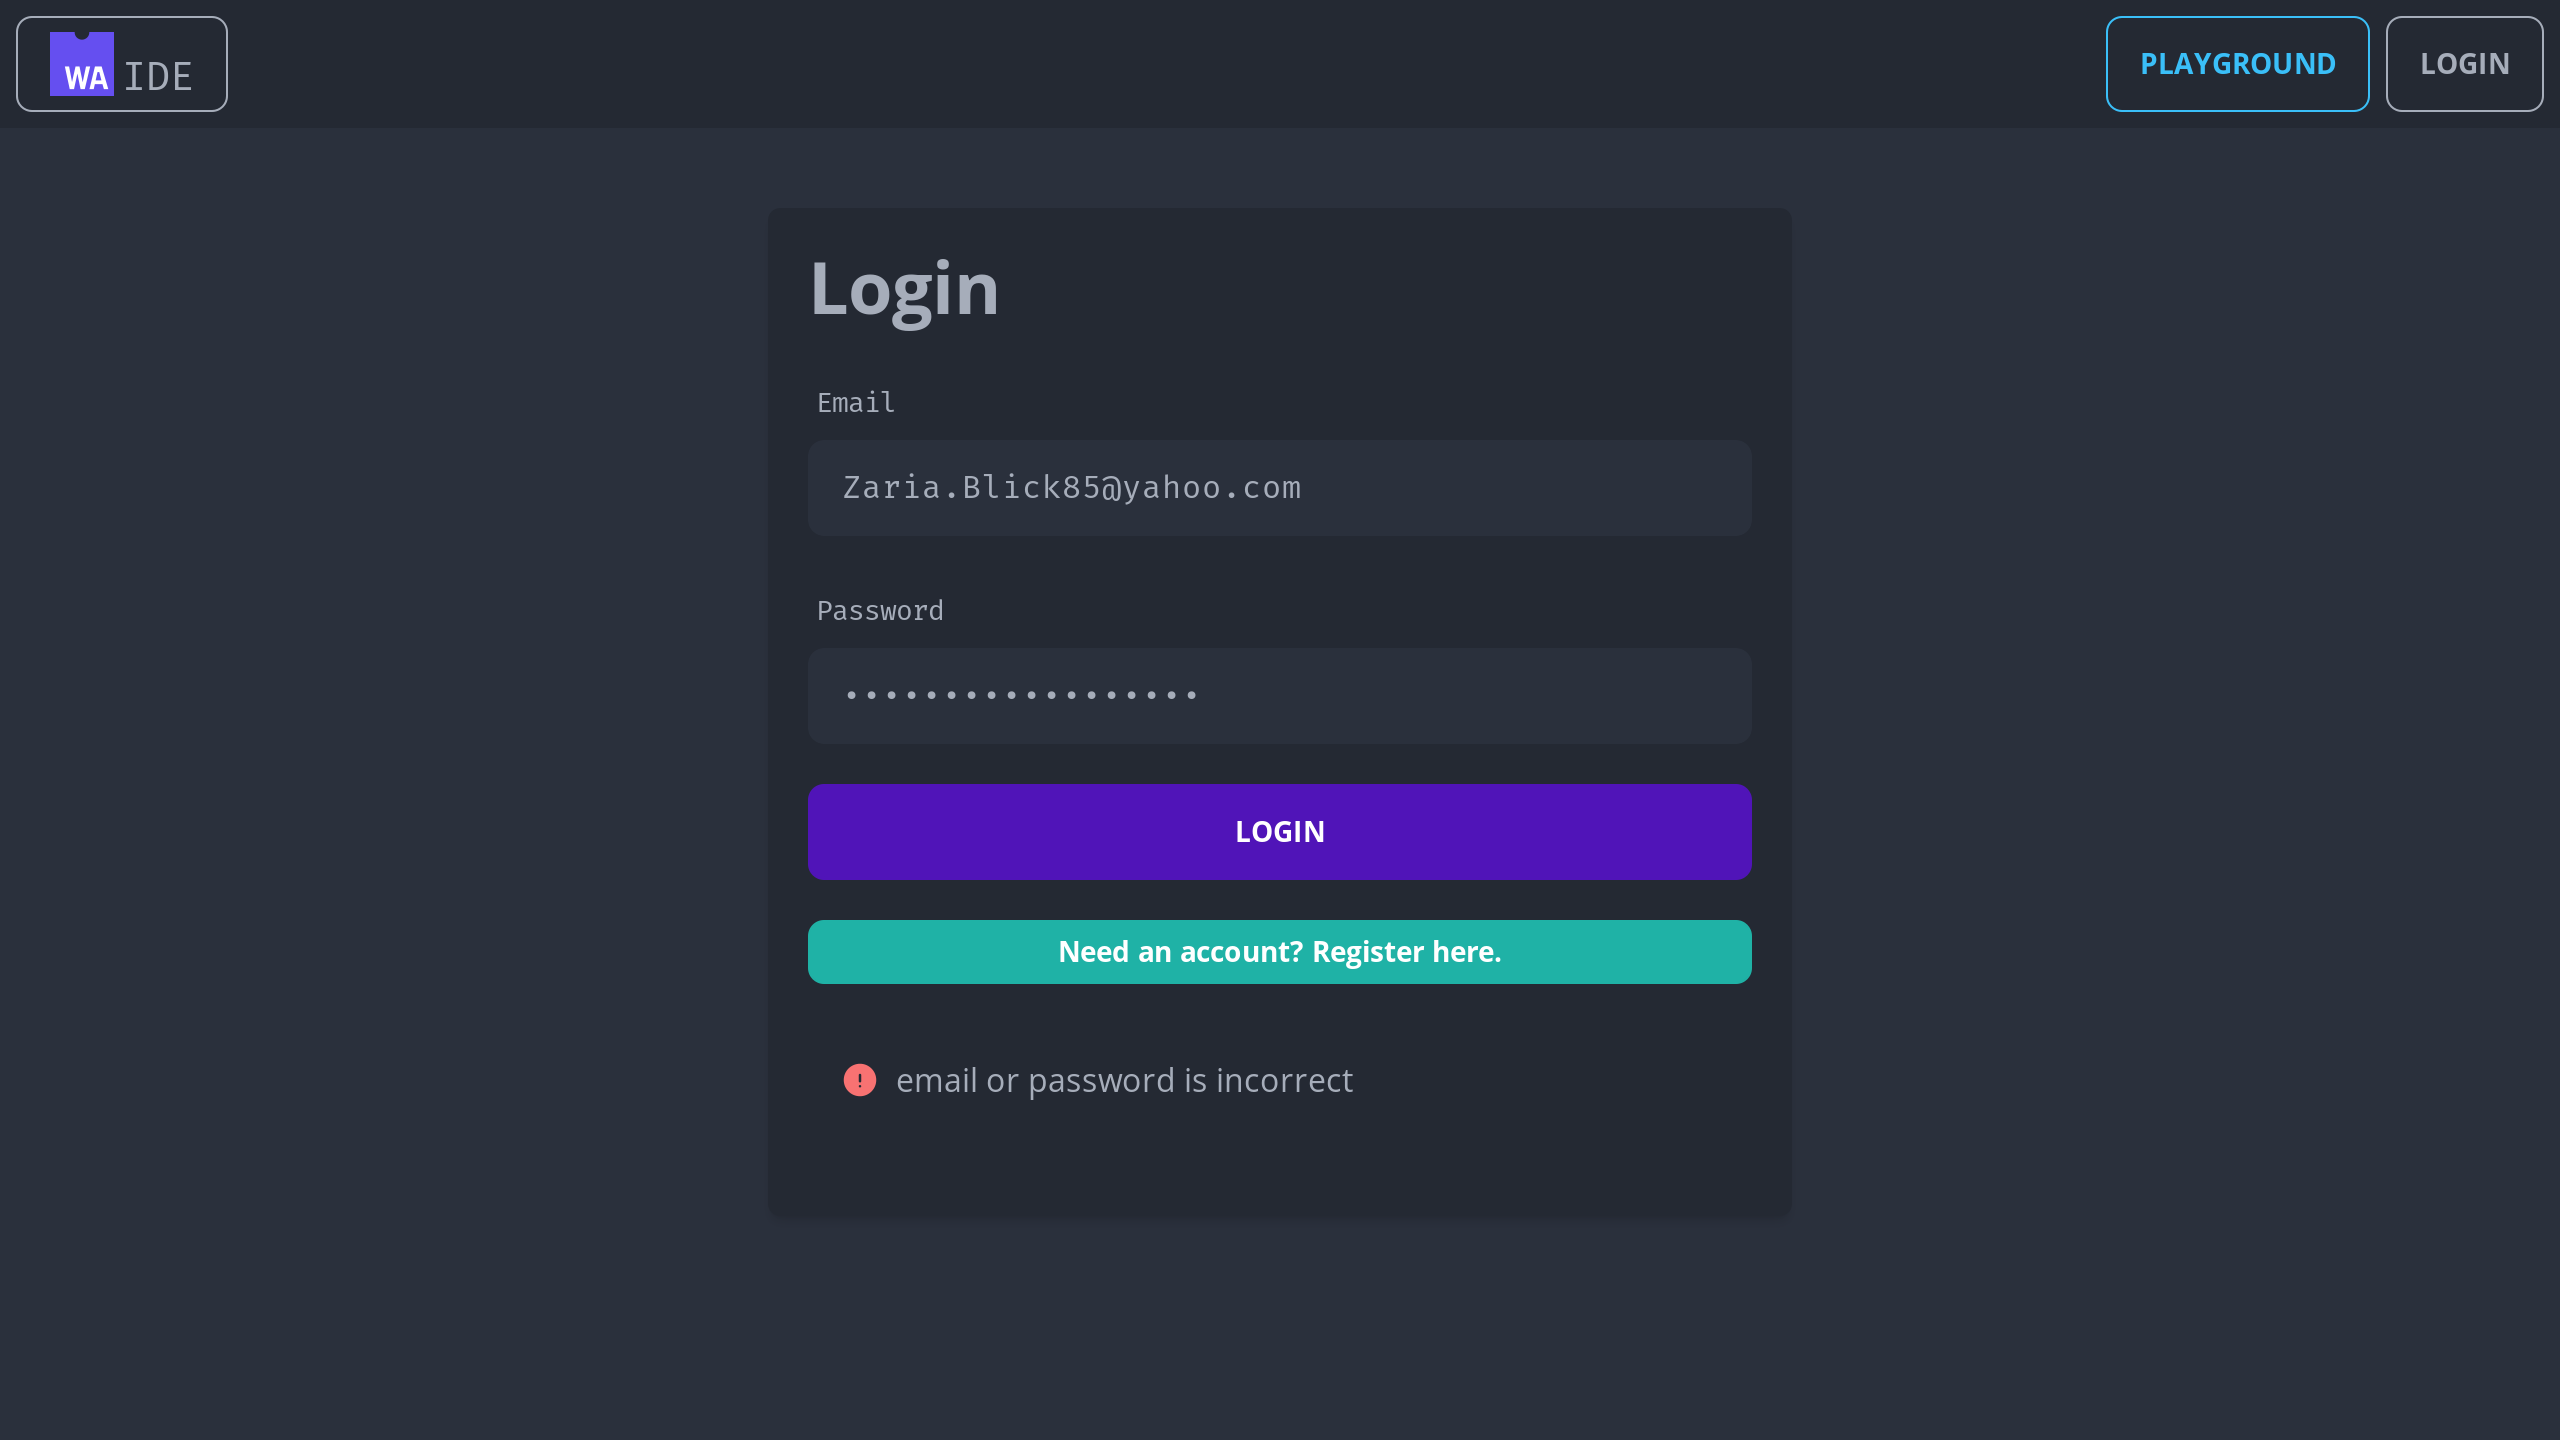 WA IDE
PLAYGROUND
LOGIN
Login
Email
Zaria.Blick85@yahoo.com
Password
••••••••••••••••••
LOGIN
Need an account? Register here.
! email or password is incorrect